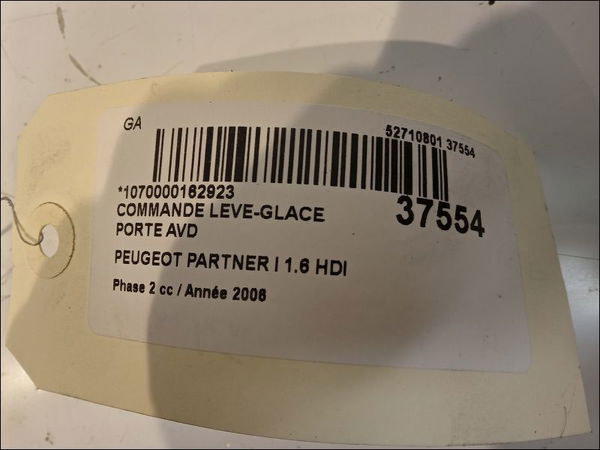 GA
52710801 37554
*1070000162923
37554
COMMANDE LEVE-GLACE
PORTE AVD
PEUGEOT PARTNER I 1.6 HDI
Phase 2 cc / Année 2006